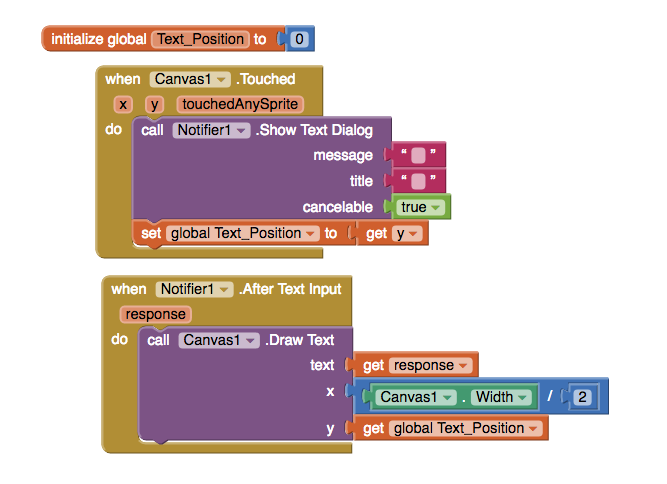 initialize global Text_Position to 0
when Canvas1 .Touched
x y touchedAnySprite
do call Notifier1 .Show Text Dialog
message “ ”
title “ ”
cancelable true
set global Text_Position to get y
when Notifier1 .After Text Input
response
do call Canvas1 .Draw Text
text get response
x Canvas1 . Width / 2
y get global Text_Position